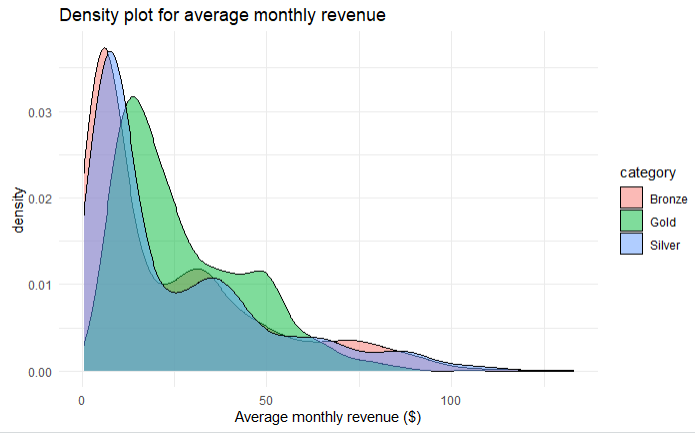 Density plot for average monthly revenue
density
0.03
0.02
0.01
0.00
0
50
100
Average monthly revenue ($)
category
Bronze
Gold
Silver